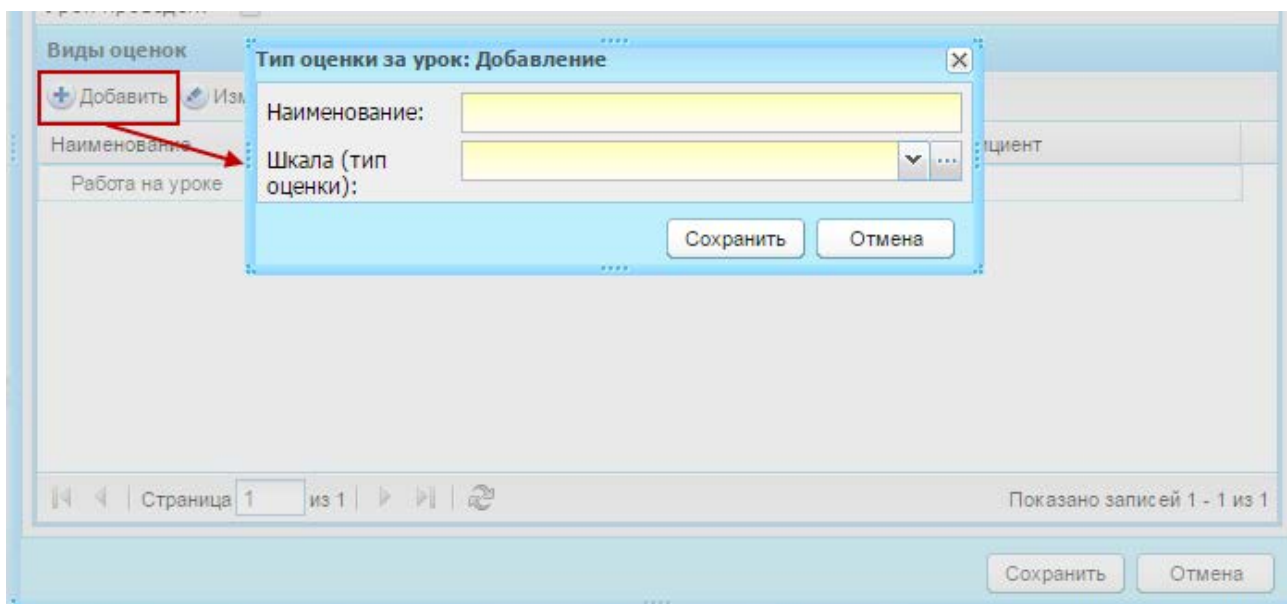 Виды оценок
Тип оценки за урок: Добавление
Добавить
Наименование:
Наименование
Шкала (тип
оценки):
Работа на уроке
Сохранить Отмена
Страница 1 из 1
Показано записей 1 - 1 из 1
Сохранить Отмена